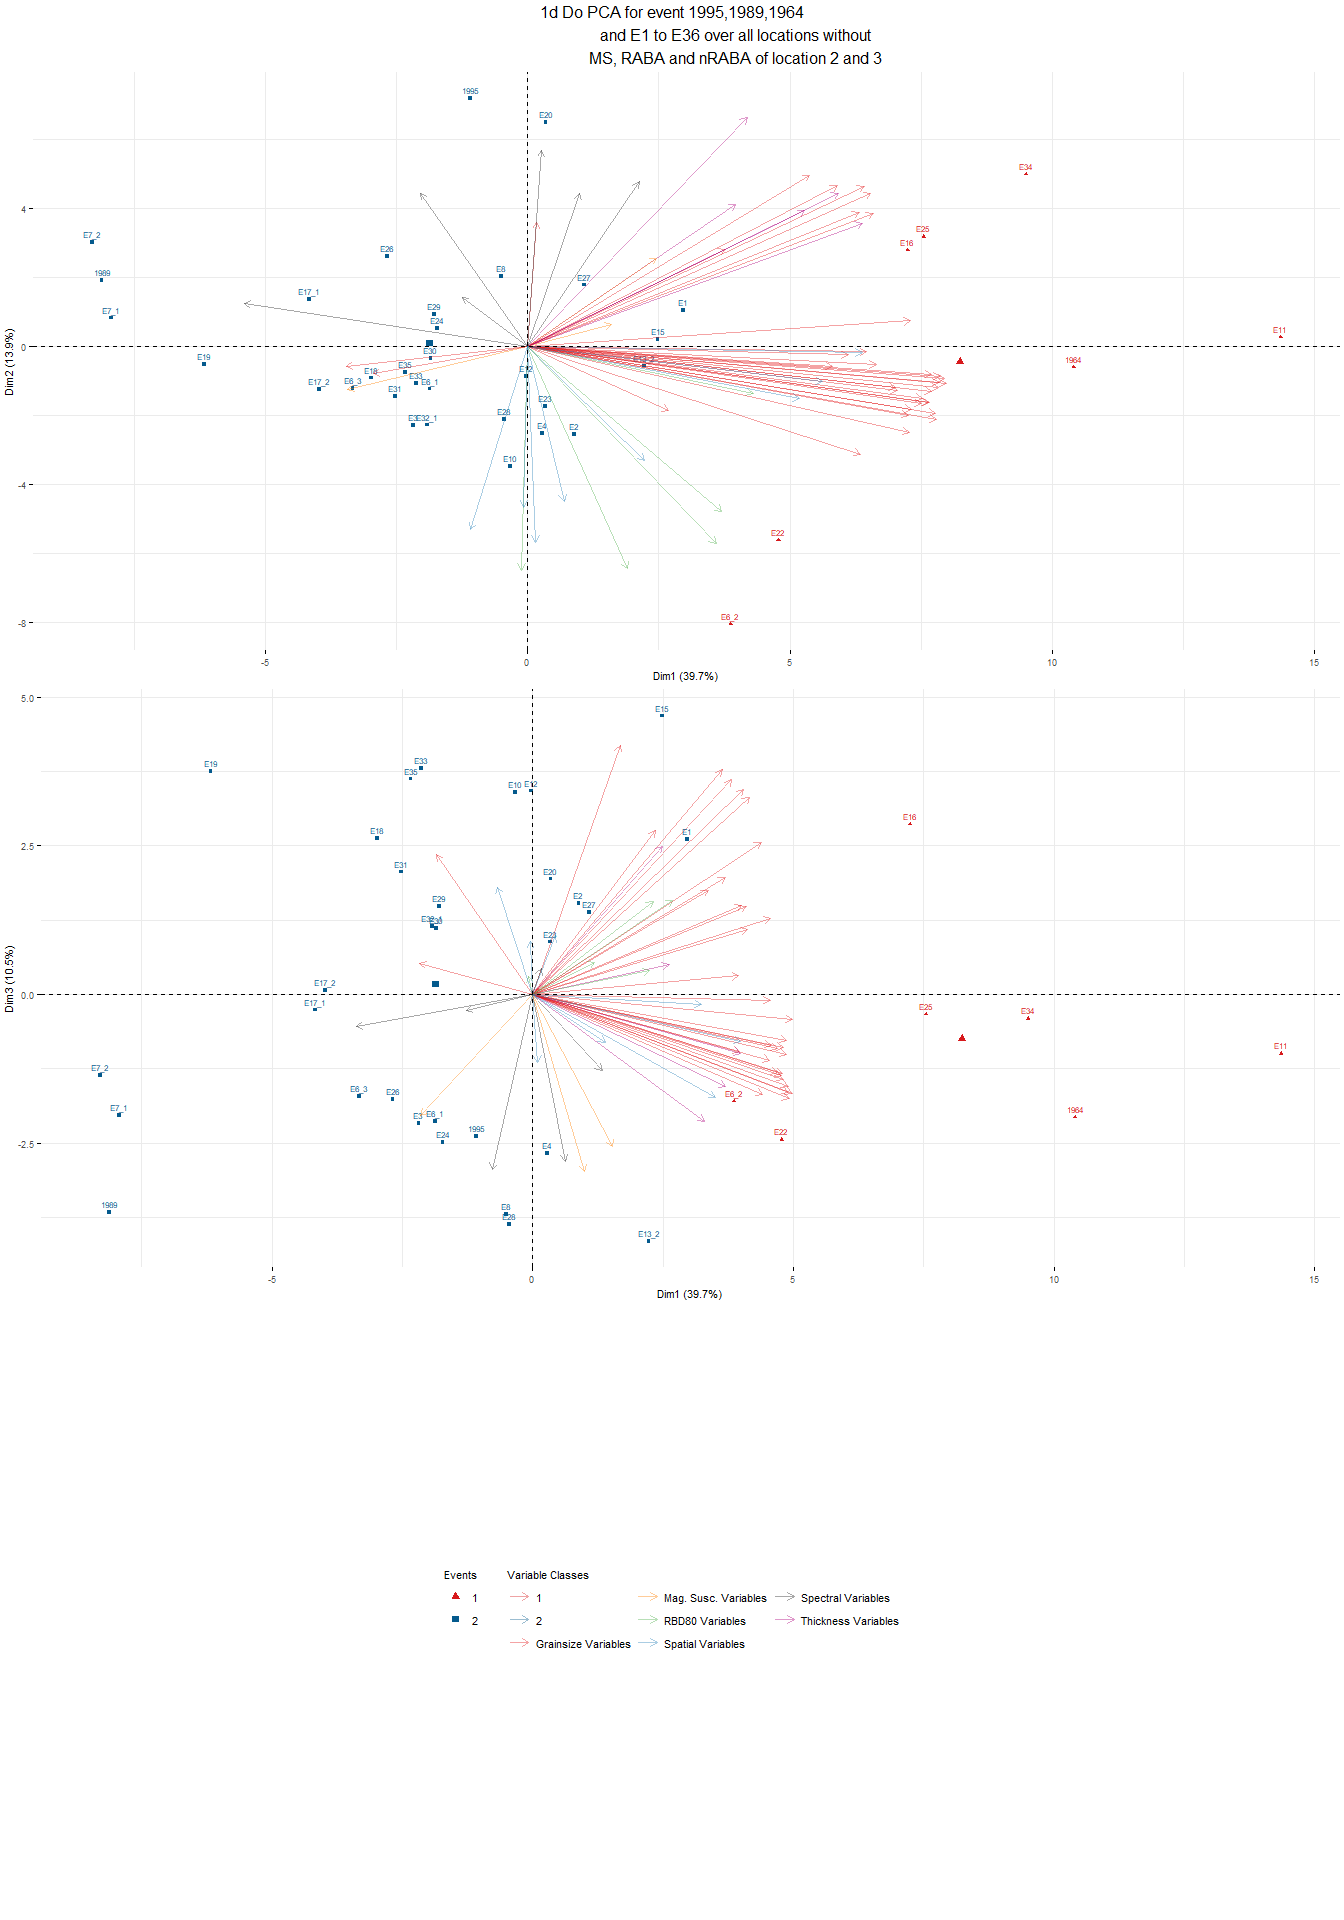 1d Do PCA for event 1995,1989,1964
and E1 to E36 over all locations without
MS, RABA and nRABA of location 2 and 3
1995
E20
E34
4
E7_2
E25
E16
E26
E8
E27
1989
E17_1
E1
E7_1
E29
E24
E15
E11
0
E30
E19
1964
E35
E18
E33
E12
E17_2
E6_3
E6_1
E31
E23
E28
E32_1
E4
E2
E10
-4
E22
E6_2
-8
Dim2 (13.9%)
-5
0
5
10
15
Dim1 (39.7%)
5.0
E15
E19
E33
E35
E10
E12
E16
E18
E1
2.5
E31
E20
E29
E2
E27
E23
0.0
E17_2
E17_1
E25
E34
E11
E7_2
E6_3
E26
E6_2
E7_1
E3
E6_1
1964
E24
1995
E22
-2.5
E4
1989
E8
E28
E13_2
Dim3 (10.5%)
-5
0
5
10
15
Dim1 (39.7%)
Events
Variable Classes
1
1
Mag. Susc. Variables
Spectral Variables
2
2
RBD80 Variables
Thickness Variables
Grainsize Variables
Spatial Variables